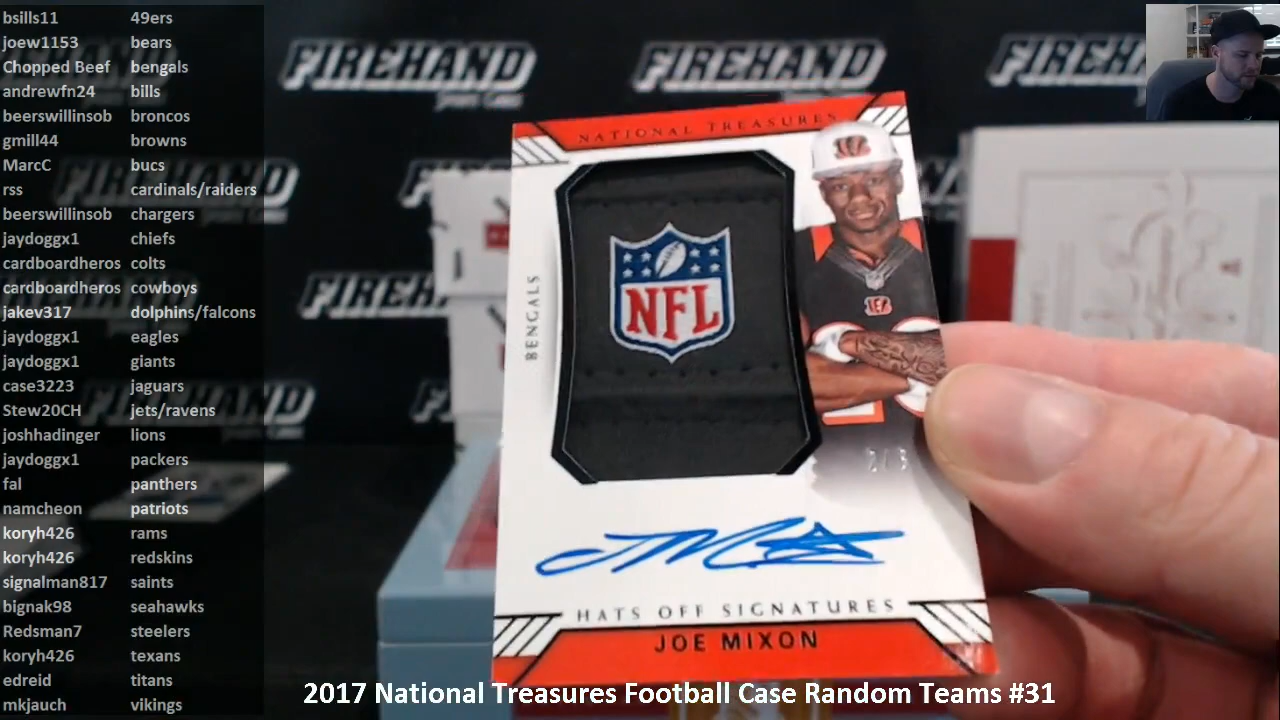 bsills11 49ers
joew1153 bears
Chopped Beef bengals
andrewfn24 bills
beerswillinsob broncos
gmill44 browns
MarcC bucs
rss cardinals/raiders
beerswillinsob chargers
jaydoggx1 chiefs
cardboardheros colts
cardboardheros cowboys
jakev317 dolphins/falcons
jaydoggx1 eagles
jaydoggx1 giants
case3223 jaguars
Stew20CH jets/ravens
joshhadinger lions
jaydoggx1 packers
fal panthers
namcheon patriots
koryh426 rams
koryh426 redskins
signalman817 saints
bignak98 seahawks
Redsman7 steelers
koryh426 texans
edreid titans
mkjauch vikings
FIREHAND
FIREHAND
FIREHAND
NATIONAL TREASURES
BENGALS
NFL
2/3
HATS OFF SIGNATURES
JOE MIXON
2017 National Treasures Football Case Random Teams #31